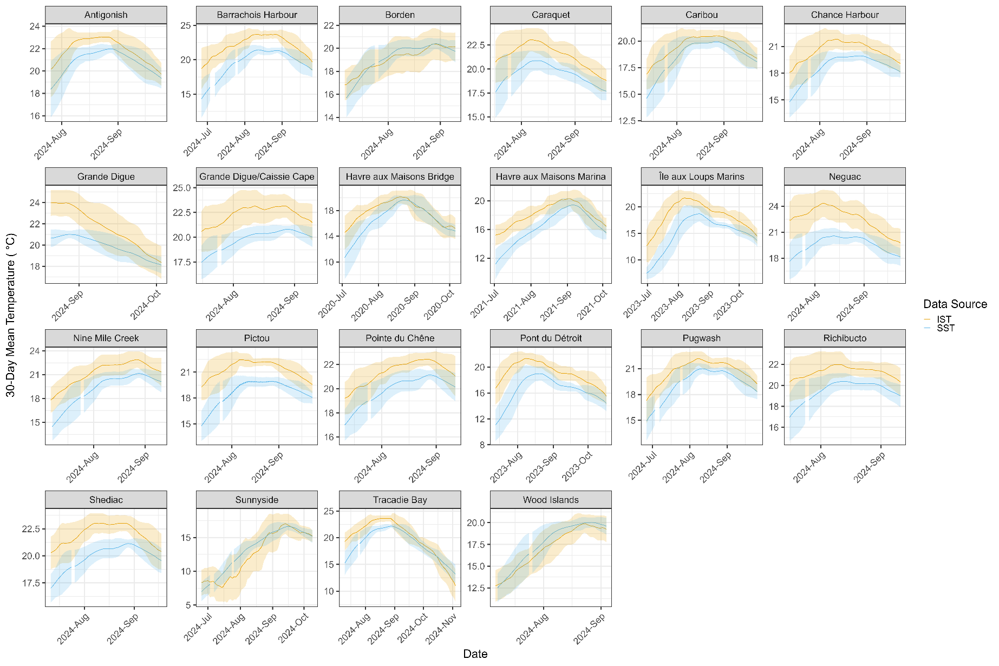 Antigonish Barrachois Harbour Borden Caraquet Caribou Chance Harbour
24 22 20 18 16
25 20 15
22 20 18 16 14
22.5 20.0 17.5 15.0
20.0 17.5 15.0 12.5
21 18 15
2024-Aug 2024-Sep
2024-Jul 2024-Aug 2024-Sep
2024-Aug 2024-Sep
2024-Aug 2024-Sep
2024-Aug 2024-Sep
2024-Aug 2024-Sep
Grande Digue Grande Digue/Caissie Cape Havre aux Maisons Bridge Havre aux Maisons Marina Île aux Loups Marins Neguac
24 22 20 18
25.0 22.5 20.0 17.5
18 14 10
20 16 12
20 15 10
24 21 18
2024-Sep 2024-Oct
2024-Aug 2024-Sep
2020-Jul 2020-Aug 2020-Sep 2020-Oct
2021-Jul 2021-Aug 2021-Sep 2021-Oct
2023-Jul 2023-Aug 2023-Sep 2023-Oct
2024-Aug 2024-Sep
Nine Mile Creek Pictou Pointe du Chêne Pont du Détroit Pugwash Richibucto
24 21 18 15
21 18 15
22 20 18 16
20 16 12 8
21 18 15
22 20 18 16
2024-Aug 2024-Sep
2024-Aug 2024-Sep
2024-Aug 2024-Sep
2023-Aug 2023-Sep 2023-Oct
2024-Jul 2024-Aug 2024-Sep
2024-Aug 2024-Sep
Shediac Sunnyside Tracadie Bay Wood Islands
22.5 20.0 17.5
15 10 5
25 20 15 10
20.0 17.5 15.0 12.5
2024-Aug 2024-Sep
2024-Jul 2024-Aug 2024-Sep 2024-Oct
2024-Aug 2024-Sep 2024-Oct 2024-Nov
2024-Aug 2024-Sep
30-Day Mean Temperature ( °C)
Date
Data Source
IST
SST